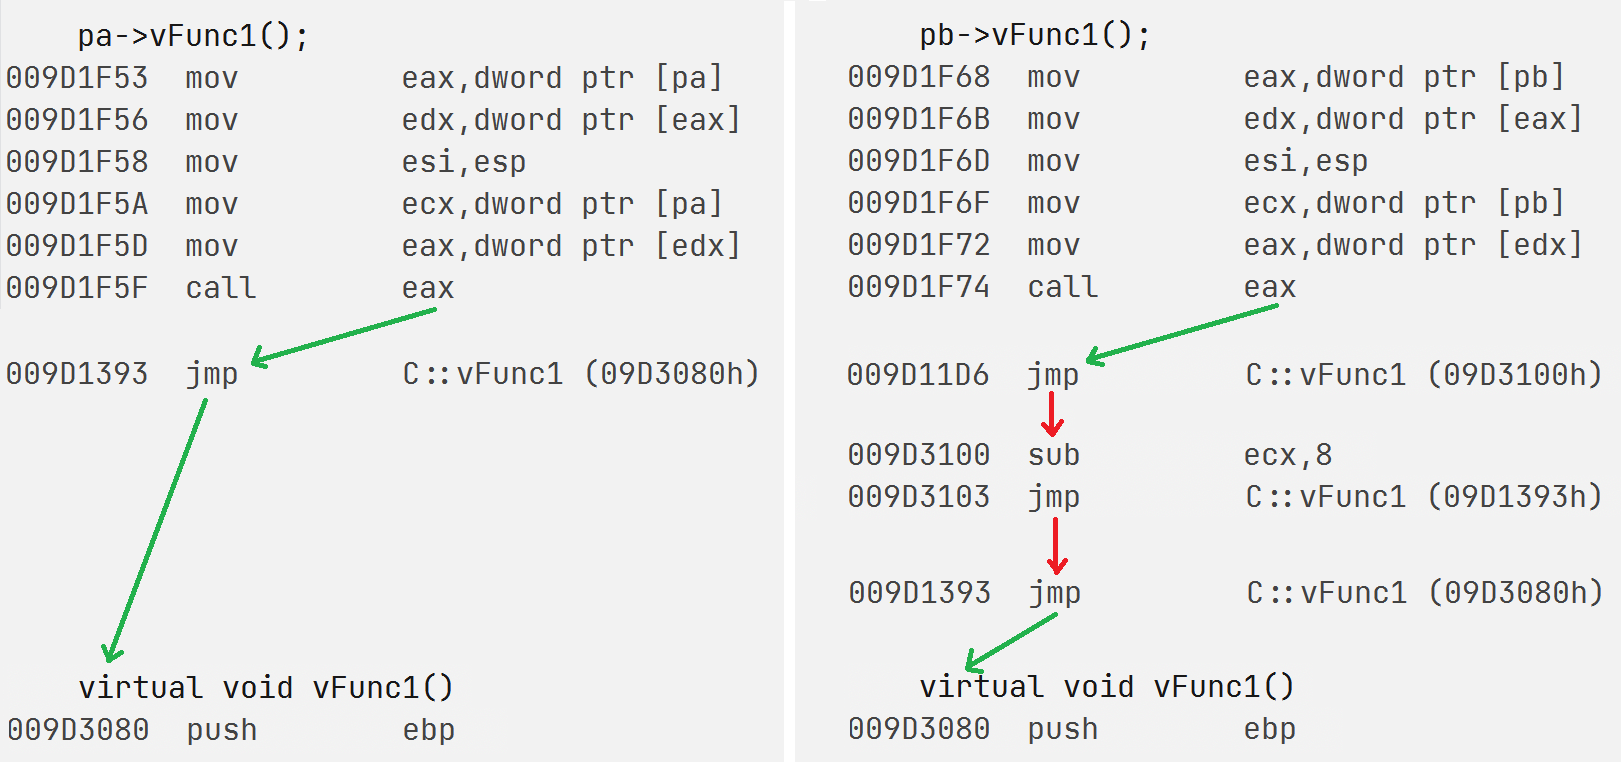 pa->vFunc1();
009D1F53 mov eax,dword ptr [pa]
009D1F56 mov edx,dword ptr [eax]
009D1F58 mov esi,esp
009D1F5A mov ecx,dword ptr [pa]
009D1F5D mov eax,dword ptr [edx]
009D1F5F call eax
009D1393 jmp C::vFunc1 (09D3080h)
virtual void vFunc1()
009D3080 push ebp
pb->vFunc1();
009D1F68 mov eax,dword ptr [pb]
009D1F6B mov edx,dword ptr [eax]
009D1F6D mov esi,esp
009D1F6F mov ecx,dword ptr [pb]
009D1F72 mov eax,dword ptr [edx]
009D1F74 call eax
009D11D6 jmp C::vFunc1 (09D3100h)
009D3100 sub ecx,8
009D3103 jmp C::vFunc1 (09D1393h)
009D1393 jmp C::vFunc1 (09D3080h)
virtual void vFunc1()
009D3080 push ebp